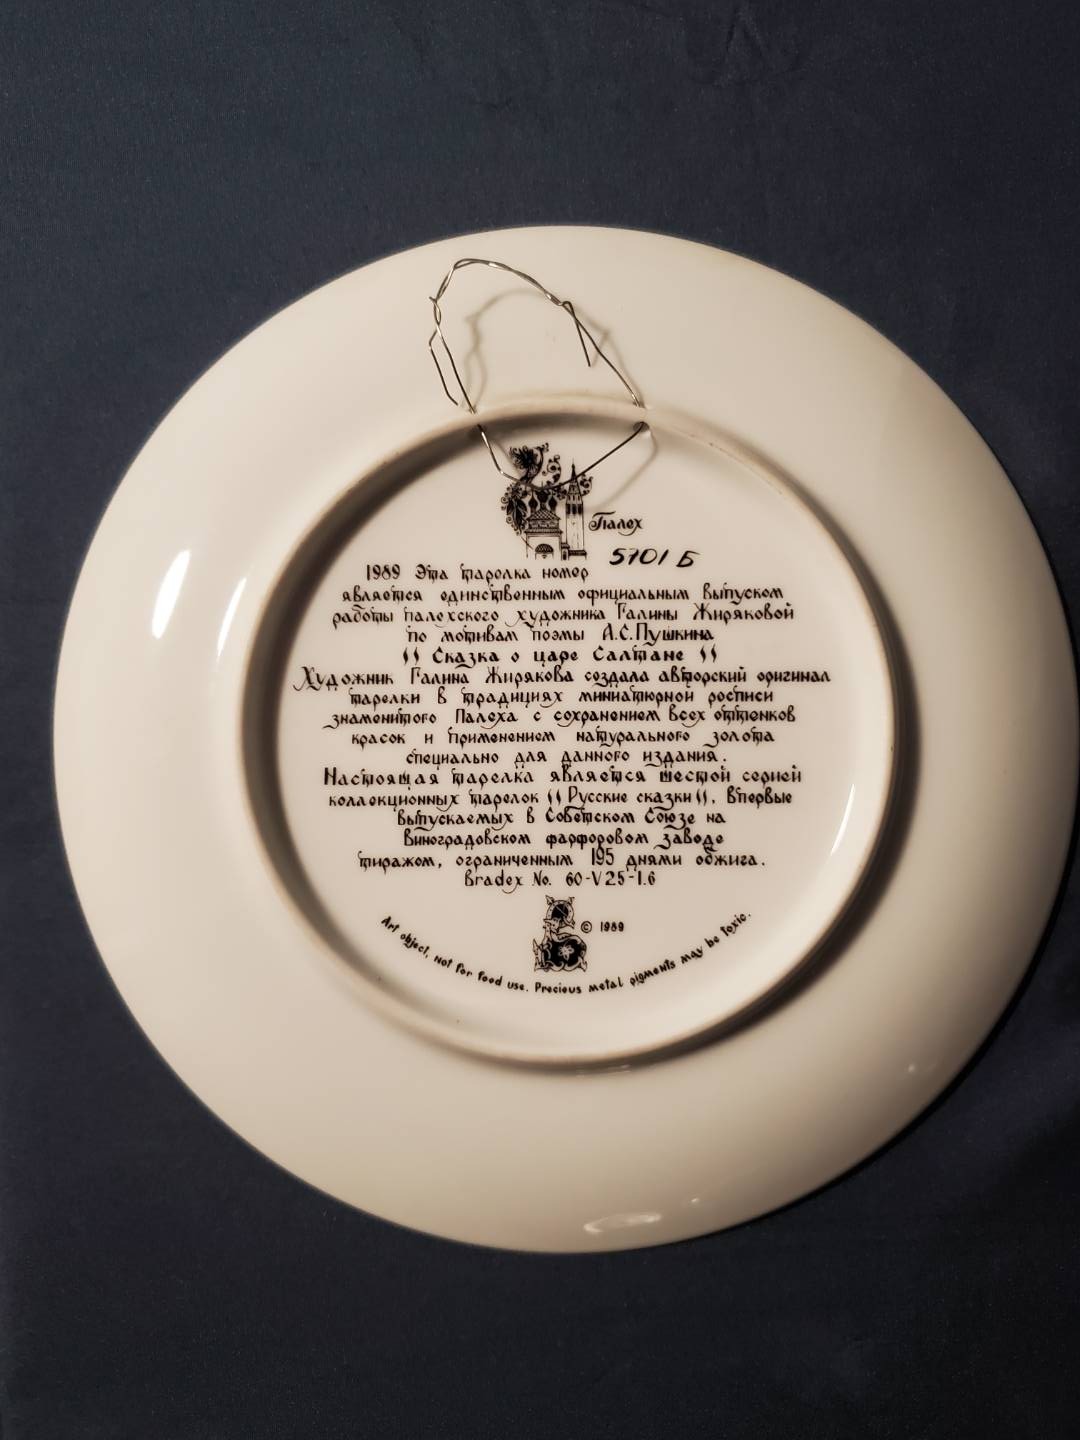 Палех
5701 Б
1989 Эта тарелка номер
является единственным официальным выпуском
работы палехского художника Галины Жиряковой
по мотивам поэмы А.С.Пушкина
"Сказка о царе Салтане"
Художник Галина Жирякова создала авторский оригинал
тарелки в традициях миниатюрной росписи
знаменитого Палеха с сохранением всех оттенков
красок и применением натурального золота
специально для данного издания.
Настоящая тарелка является шестой серией
коллекционных тарелок "Русские сказки", впервые
выпускаемых в Советском Союзе на
Виноградовском фарфоровом заводе
тиражом, ограниченным 195 днями обжига.
Bradex No. 60-V25-1.6
© 1989
Art object, not for food use. Precious metal pigments may be toxic.